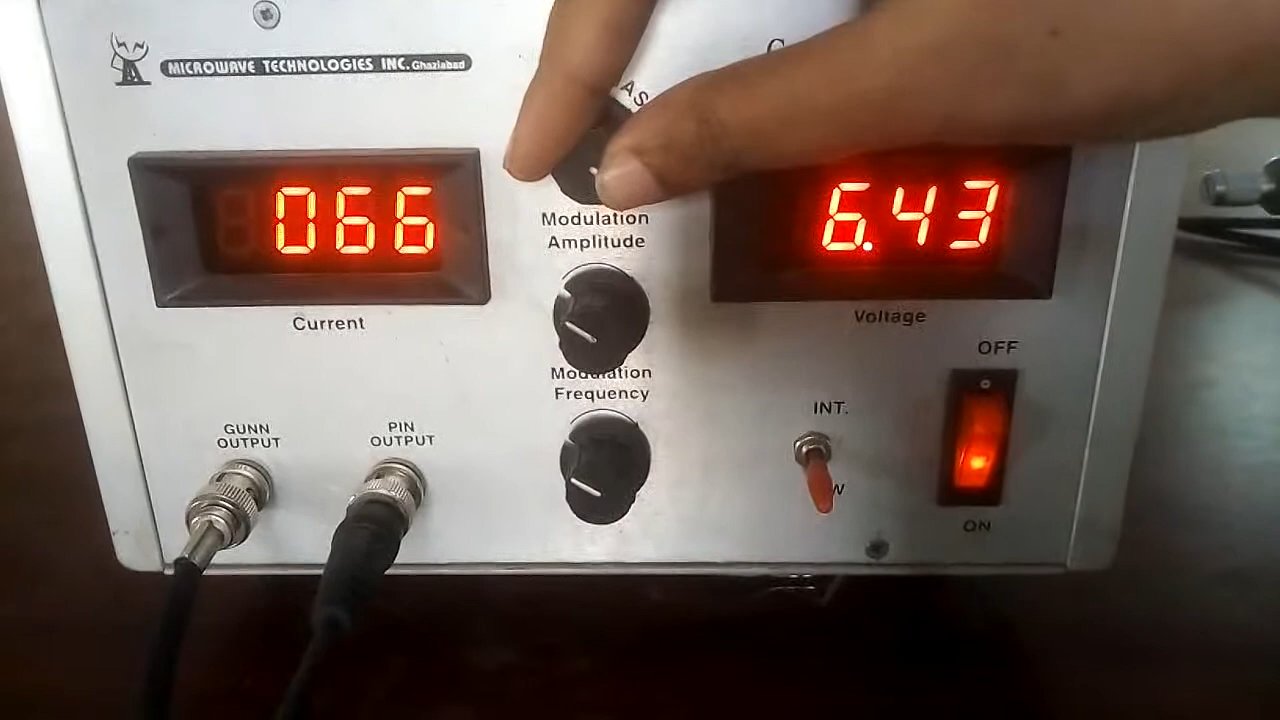 MICROWAVE TECHNOLOGIES INC. Ghaziabad
066
6.43
Modulation
Amplitude
Current
Voltage
OFF
Modulation
Frequency
INT.
GUNN
OUTPUT
PIN
OUTPUT
ON